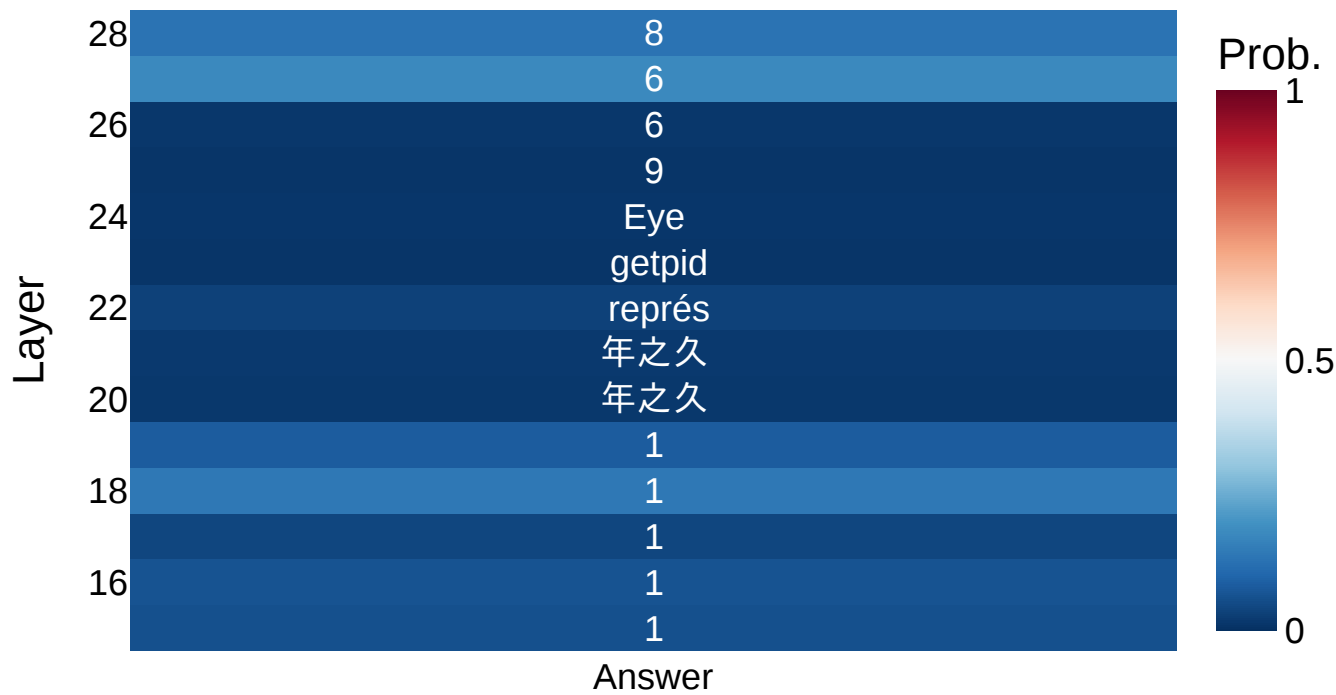 28 8
6
26 6
9
24 Eye
getpid
22 représ
年之久
20 年之久
1
18 1
1
16 1
1
Layer
Answer
Prob.
1
0.5
0